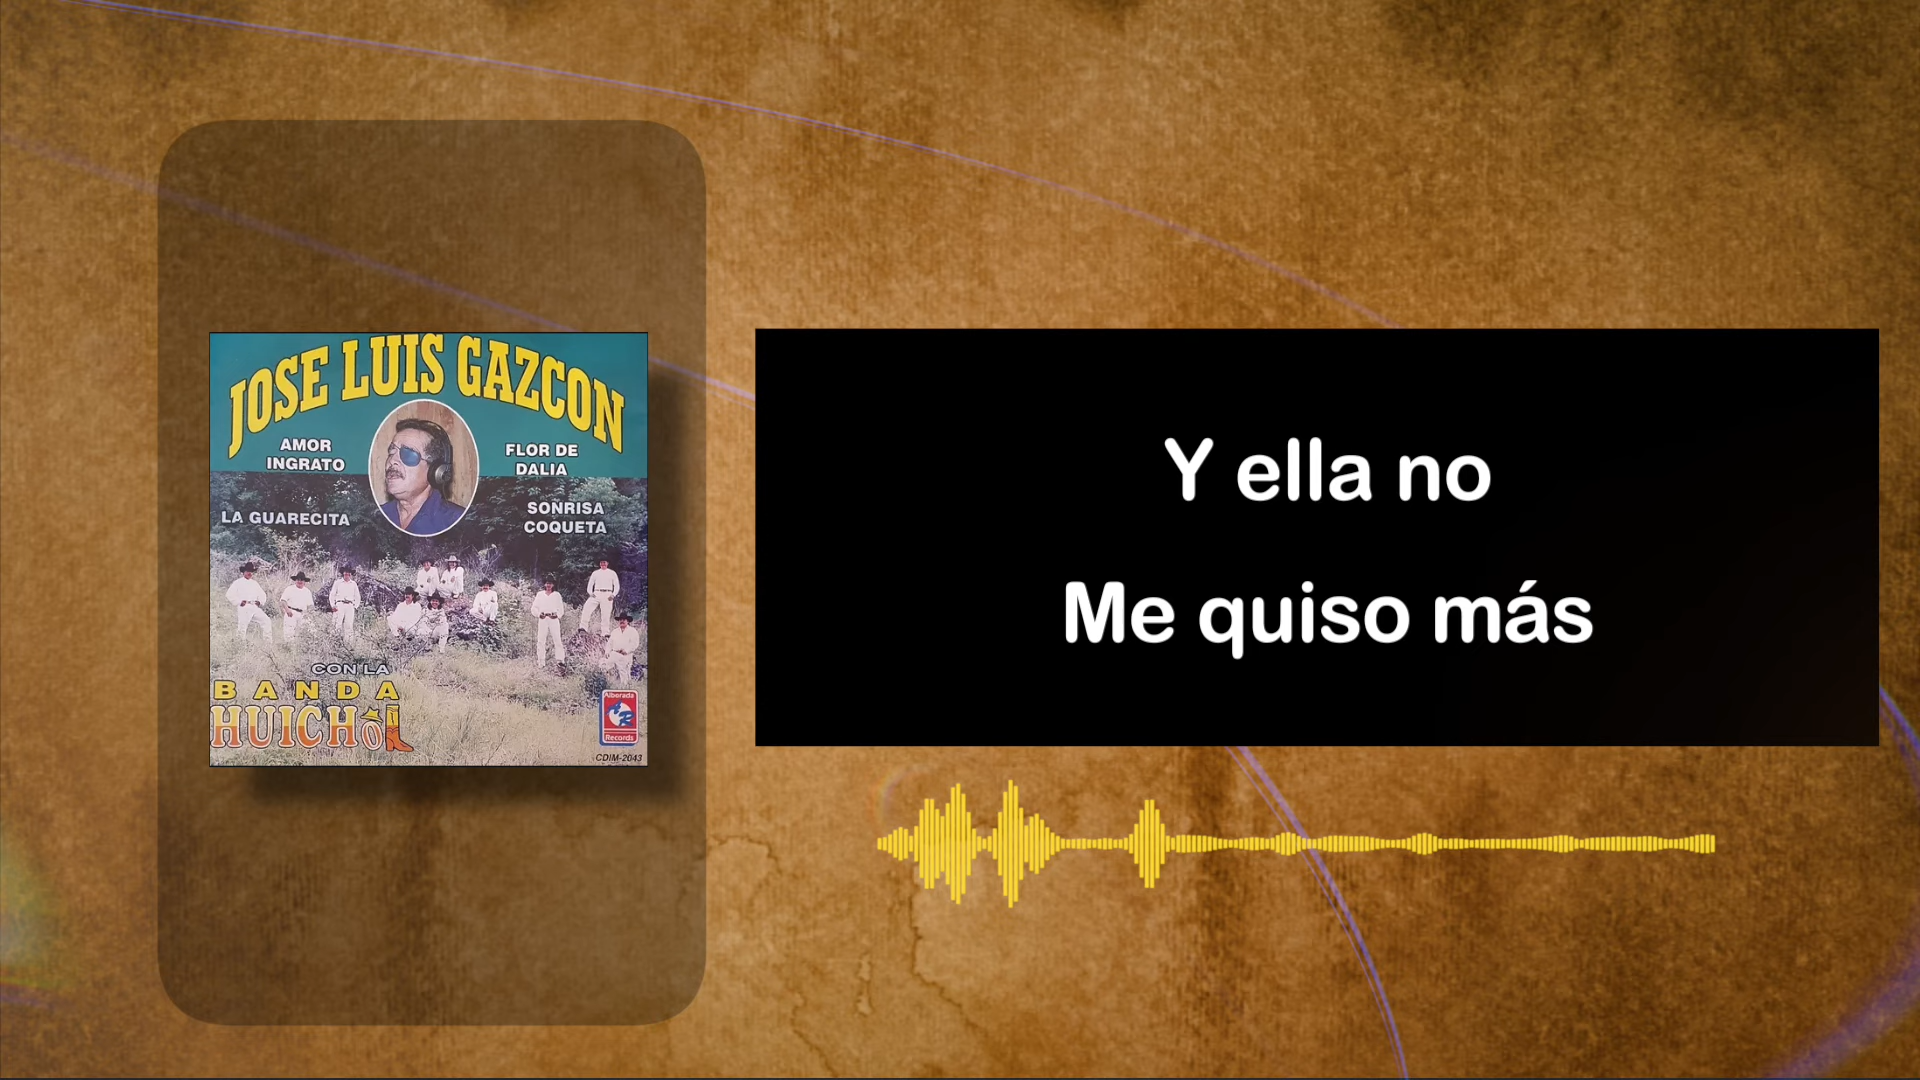 JOSE LUIS GAZCON
AMOR
INGRATO
FLOR DE
DALIA
LA GUARECITA
SONRISA
COQUETA
CON LA
BANDA
HUICHOL
Alborada
AR
Records
CDIM-2043
Y ella no
Me quiso más